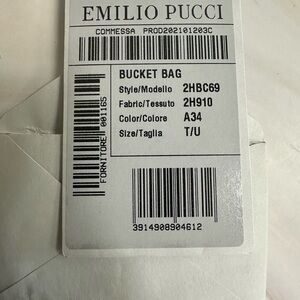 EMILIO PUCCI
COMMESSA PROD202101203C
BUCKET BAG
Style/Modello 2HBC69
Fabric/Tessuto 2H910
Color/Colore A34
Size/Taglia T/U
FORNITORE 001165
3914908904612